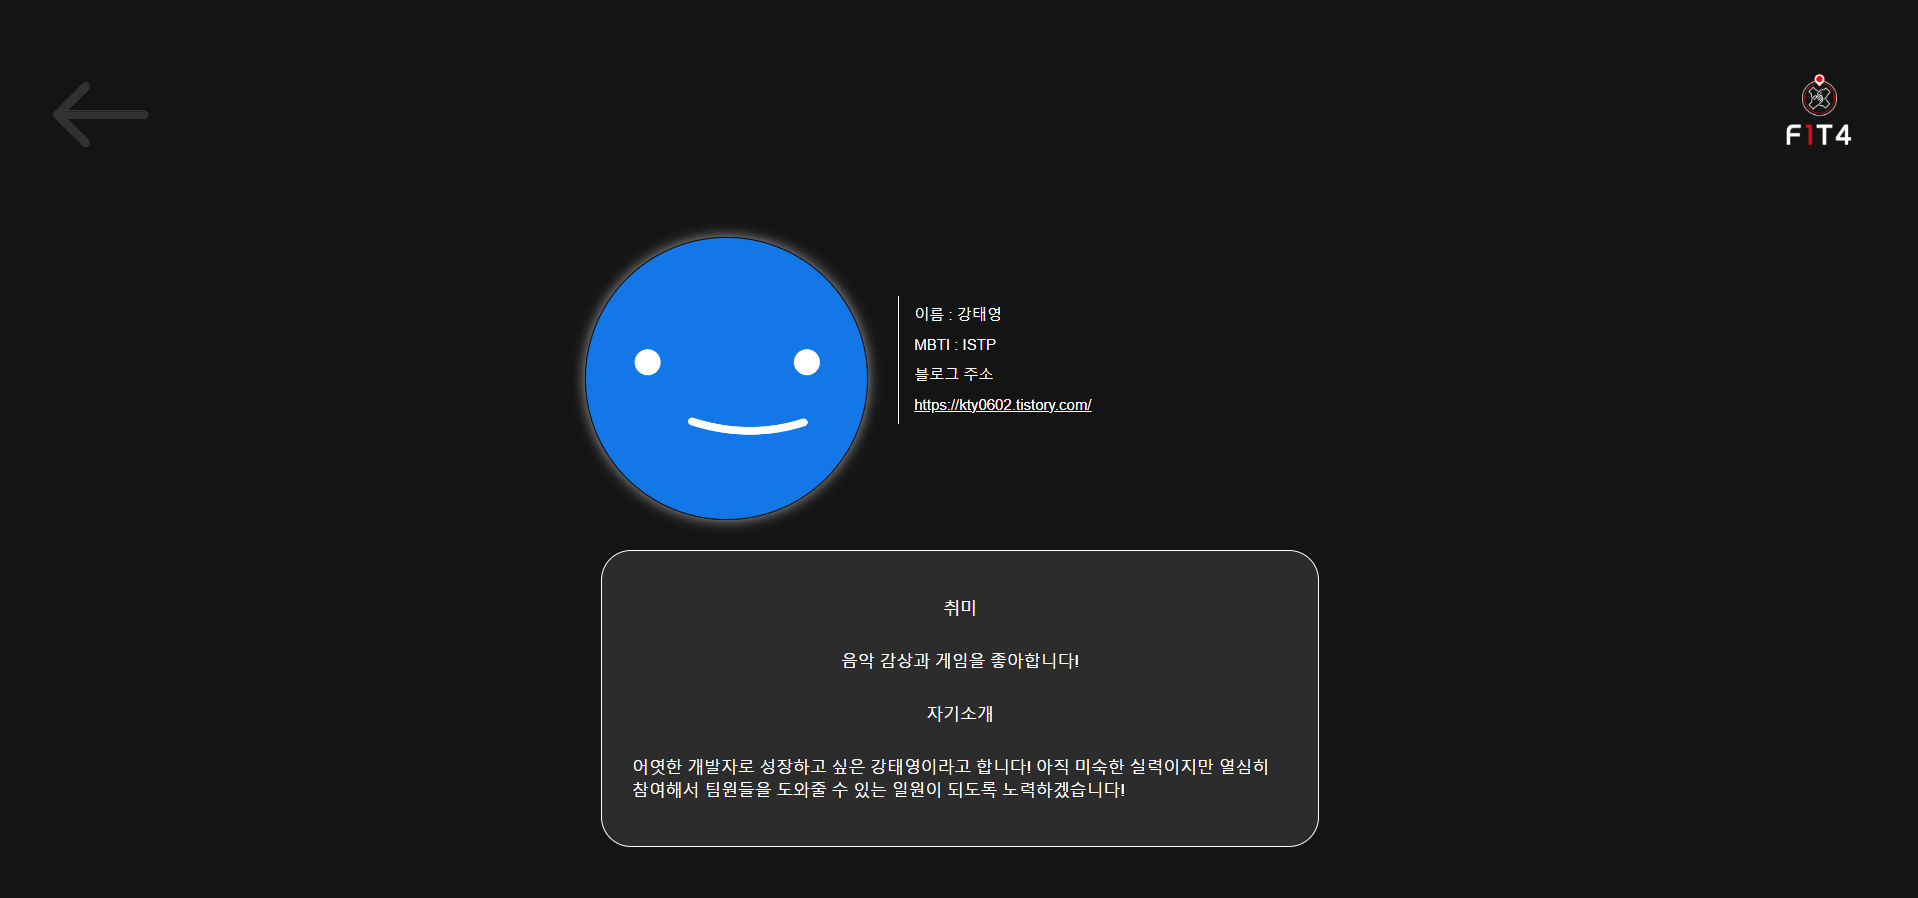 F1T4
이름 : 강태영
MBTI : ISTP
블로그 주소
https://kty0602.tistory.com/
취미
음악 감상과 게임을 좋아합니다!
자기소개
어엿한 개발자로 성장하고 싶은 강태영이라고 합니다! 아직 미숙한 실력이지만 열심히
참여해서 팀원들을 도와줄 수 있는 일원이 되도록 노력하겠습니다!